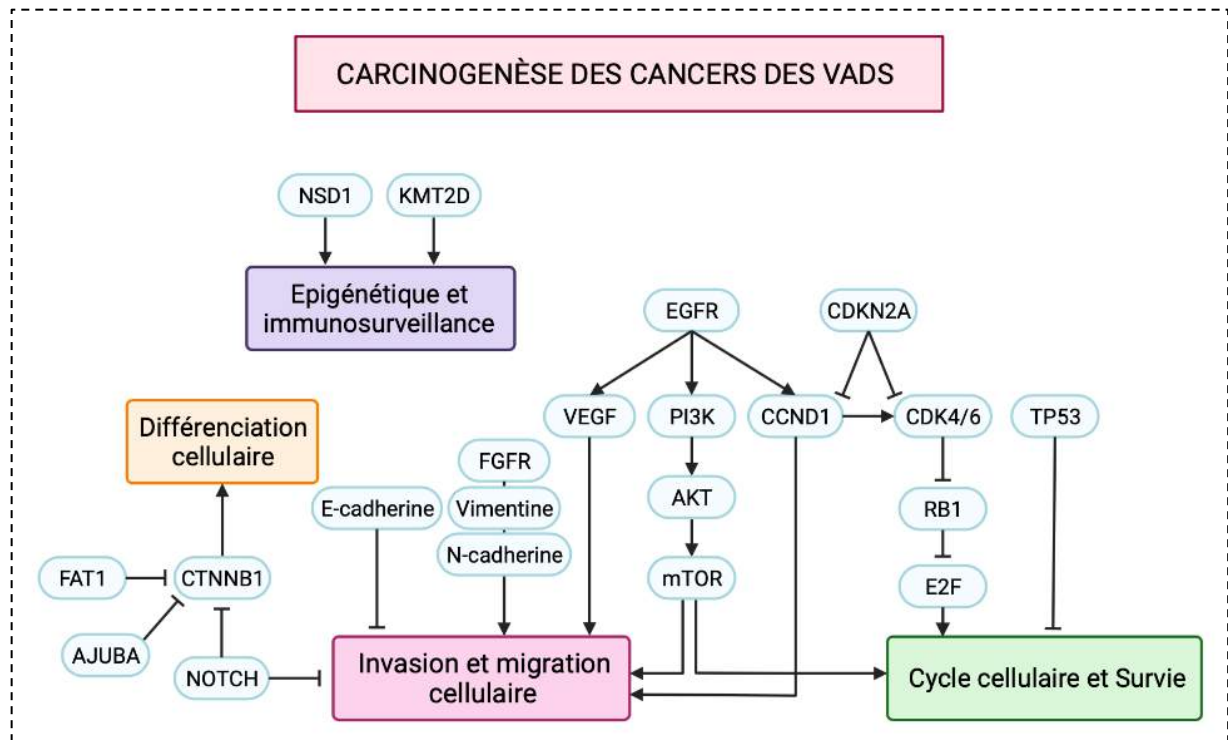 CARCINOGENÈSE DES CANCERS DES VADS
NSD1
KMT2D
Epigénétique et
immunosurveillance
EGFR
CDKN2A
Différenciation
cellulaire
VEGF
PI3K
CCND1
CDK4/6
TP53
FGFR
E-cadherine
Vimentine
AKT
RB1
N-cadherine
FAT1
CTNNB1
mTOR
E2F
AJUBA
NOTCH
Invasion et migration
cellulaire
Cycle cellulaire et Survie